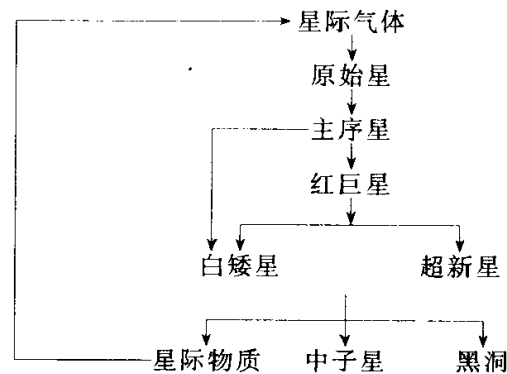 星际气体
原始星
主序星
红巨星
白矮星 超新星
星际物质 中子星 黑洞